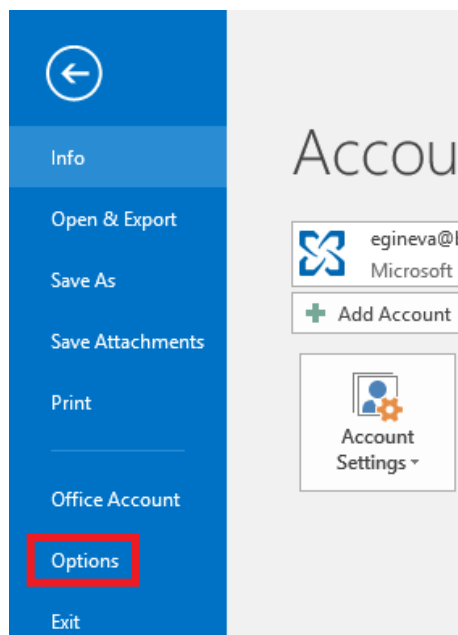 Info
Open & Export
Save As
Save Attachments
Print
Office Account
Options
Exit
Accou
egineva@
Microsoft
Add Account
Account
Settings